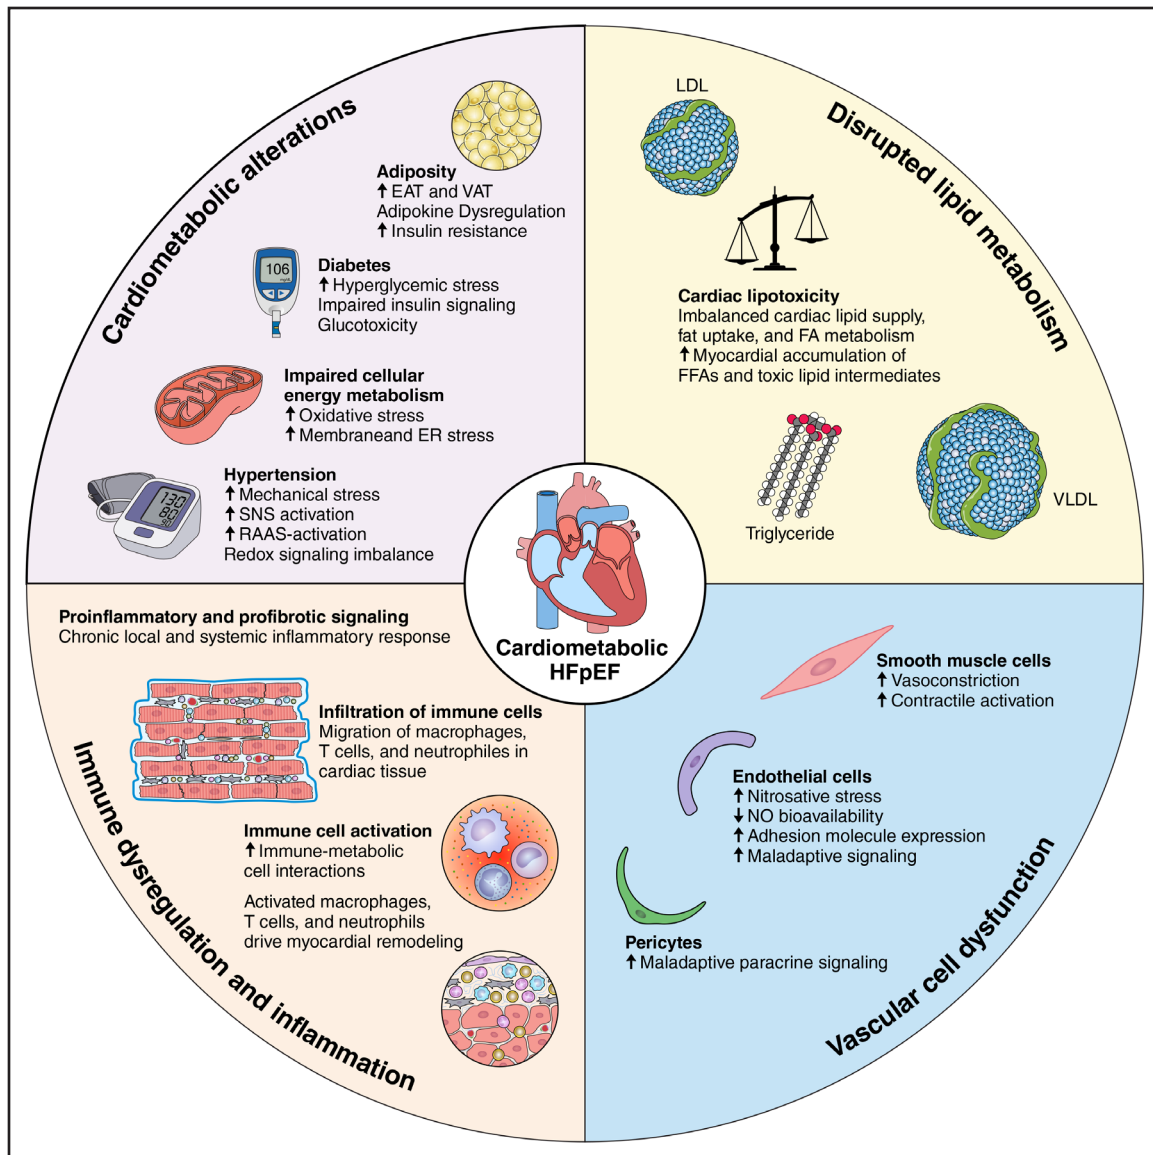 Cardiometabolic alterations
Adiposity
↑ EAT and VAT
Adipokine Dysregulation
↑ Insulin resistance
106
mg/dL
Diabetes
↑ Hyperglycemic stress
Impaired insulin signaling
Glucotoxicity
Impaired cellular
energy metabolism
↑ Oxidative stress
↑ Membraneand ER stress
130
80
80
Hypertension
↑ Mechanical stress
↑ SNS activation
↑ RAAS-activation
Redox signaling imbalance
Disrupted lipid metabolism
LDL
Cardiac lipotoxicity
Imbalanced cardiac lipid supply,
fat uptake, and FA metabolism
↑ Myocardial accumulation of
FFAs and toxic lipid intermediates
Triglyceride
VLDL
Cardiometabolic
HFpEF
Proinflammatory and profibrotic signaling
Chronic local and systemic inflammatory response
Infiltration of immune cells
Migration of macrophages,
T cells, and neutrophiles in
cardiac tissue
Immune cell activation
↑ Immune-metabolic
cell interactions
Activated macrophages,
T cells, and neutrophils
drive myocardial remodeling
Immune dysregulation and inflammation
Smooth muscle cells
↑ Vasoconstriction
↑ Contractile activation
Endothelial cells
↑ Nitrosative stress
↓ NO bioavailability
↑ Adhesion molecule expression
↑ Maladaptive signaling
Pericytes
↑ Maladaptive paracrine signaling
Vascular cell dysfunction